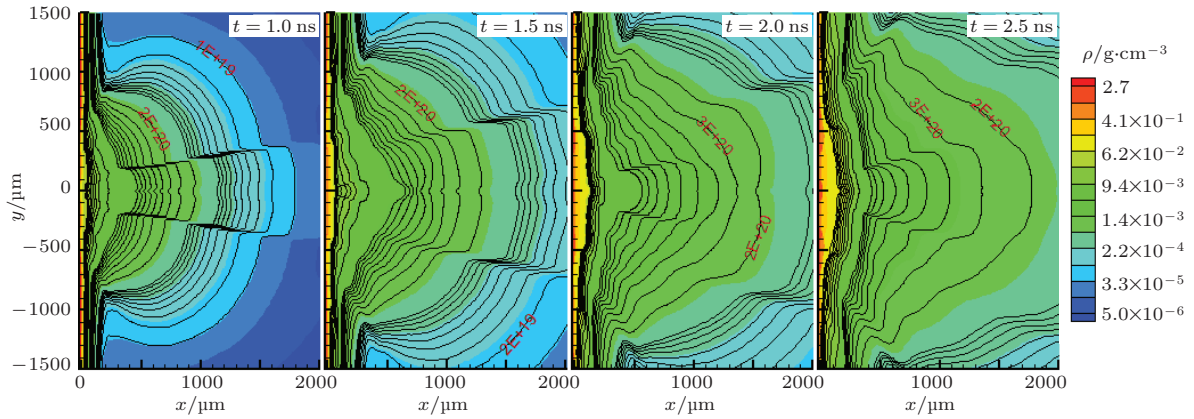 t = 1.0 ns
t = 1.5 ns
t = 2.0 ns
t = 2.5 ns
1500
1000
500
0
−500
−1000
−1500
y/µm
1E+19
2E+20
2E+20
2E+19
3E+20
2E+20
3E+20
2E+20
0
1000
2000
0
1000
2000
0
1000
2000
0
1000
2000
x/µm
x/µm
x/µm
x/µm
ρ/g·cm⁻³
2.7
4.1×10⁻¹
6.2×10⁻²
9.4×10⁻³
1.4×10⁻³
2.2×10⁻⁴
3.3×10⁻⁵
5.0×10⁻⁶